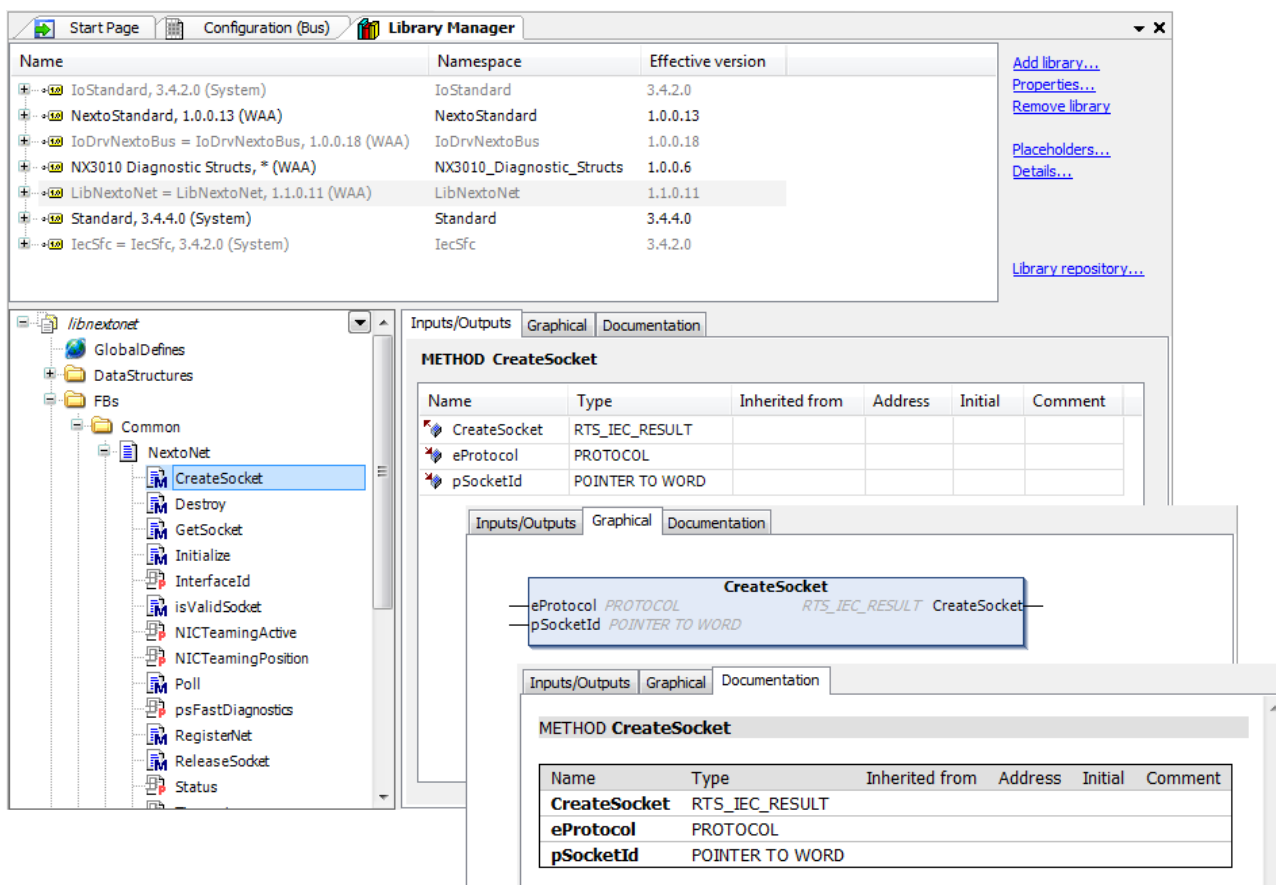 Start Page Configuration (Bus) Library Manager
Name Namespace Effective version
IoStandard, 3.4.2.0 (System) IoStandard 3.4.2.0
NextoStandard, 1.0.0.13 (WAA) NextoStandard 1.0.0.13
IoDrvNextoBus = IoDrvNextoBus, 1.0.0.18 (WAA) IoDrvNextoBus 1.0.0.18
NX3010 Diagnostic Structs, * (WAA) NX3010_Diagnostic_Structs 1.0.0.6
LibNextoNet = LibNextoNet, 1.1.0.11 (WAA) LibNextoNet 1.1.0.11
Standard, 3.4.4.0 (System) Standard 3.4.4.0
IecSfc = IecSfc, 3.4.2.0 (System) IecSfc 3.4.2.0
Add library...
Properties...
Remove library
Placeholders...
Details...
Library repository...
libnextonet
GlobalDefines
DataStructures
FBs
Common
NextoNet
CreateSocket
Destroy
GetSocket
Initialize
InterfaceId
isValidSocket
NICTeamingActive
NICTeamingPosition
Poll
psFastDiagnostics
RegisterNet
ReleaseSocket
Status
Inputs/Outputs Graphical Documentation
METHOD CreateSocket
Name Type Inherited from Address Initial Comment
CreateSocket RTS_IEC_RESULT
eProtocol PROTOCOL
pSocketId POINTER TO WORD
Inputs/Outputs Graphical Documentation
CreateSocket
eProtocol PROTOCOL RTS_IEC_RESULT CreateSocket
pSocketId POINTER TO WORD
Inputs/Outputs Graphical Documentation
METHOD CreateSocket
Name Type Inherited from Address Initial Comment
CreateSocket RTS_IEC_RESULT
eProtocol PROTOCOL
pSocketId POINTER TO WORD